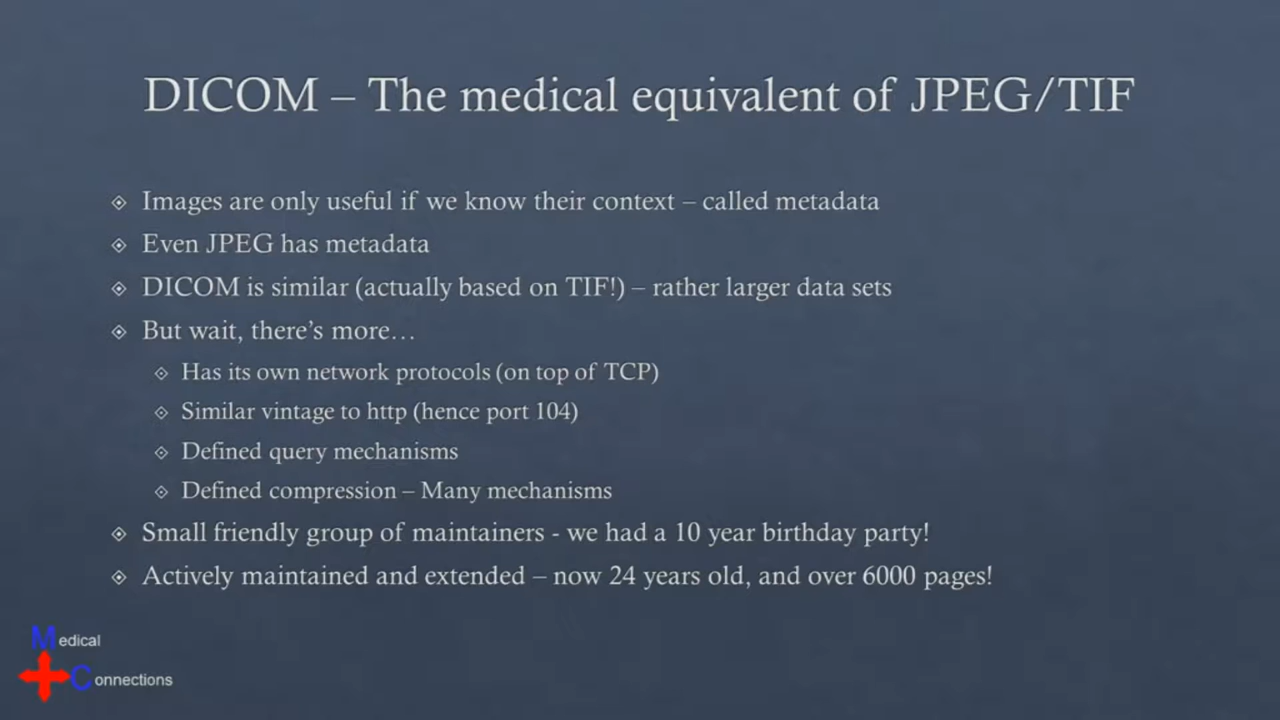 DICOM – The medical equivalent of JPEG/TIF
Images are only useful if we know their context – called metadata
Even JPEG has metadata
DICOM is similar (actually based on TIF!) – rather larger data sets
But wait, there's more…
Has its own network protocols (on top of TCP)
Similar vintage to http (hence port 104)
Defined query mechanisms
Defined compression – Many mechanisms
Small friendly group of maintainers - we had a 10 year birthday party!
Actively maintained and extended – now 24 years old, and over 6000 pages!
Medical
Connections